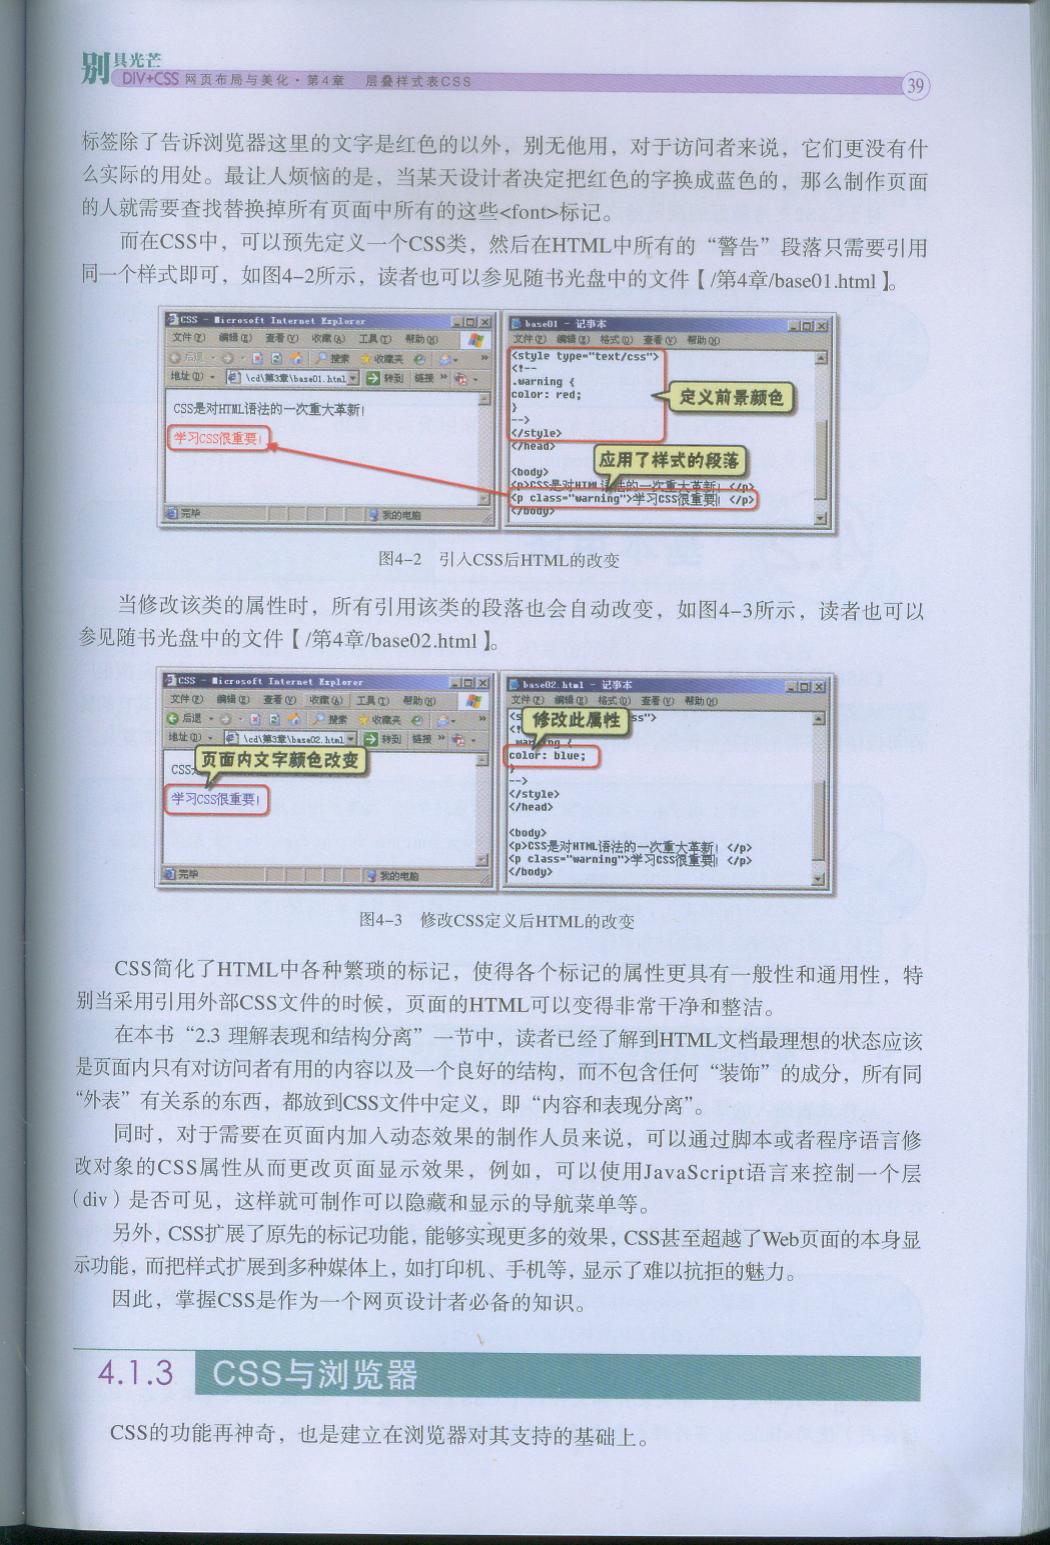 别具光芒
DIV+CSS 网页布局与美化·第4章 层叠样式表CSS
39
标签除了告诉浏览器这里的文字是红色的以外，别无他用，对于访问者来说，它们更没有什
么实际的用处。最让人烦恼的是，当某天设计者决定把红色的字换成蓝色的，那么制作页面
的人就需要查找替换掉所有页面中所有的这些<font>标记。
而在CSS中，可以预先定义一个CSS类，然后在HTML中所有的“警告”段落只需要引用
同一个样式即可，如图4-2所示，读者也可以参见随书光盘中的文件【/第4章/base01.html】。
CSS - Microsoft Internet Explorer
文件(F) 编辑(E) 查看(V) 收藏(A) 工具(T) 帮助(H)
后退 搜索 收藏夹
地址(D) \cd\第3章\base01.html 转到 链接 »
CSS是对HTML语法的一次重大革新!
学习CSS很重要!
完毕 我的电脑
base01 - 记事本
文件(F) 编辑(E) 格式(O) 查看(V) 帮助(H)
<style type="text/css">
<!--
.warning {
color: red;
}
-->
</style>
</head>
<body>
<p>CSS是对HTML语法的一次重大革新! </p>
<p class="warning">学习CSS很重要! </p>
</body>
定义前景颜色
应用了样式的段落
图4-2 引入CSS后HTML的改变
当修改该类的属性时，所有引用该类的段落也会自动改变，如图4-3所示，读者也可以
参见随书光盘中的文件【/第4章/base02.html】。
CSS - Microsoft Internet Explorer
文件(F) 编辑(E) 查看(V) 收藏(A) 工具(T) 帮助(H)
后退 搜索 收藏夹
地址(D) \cd\第3章\base02.html 转到 链接 »
CSS
页面内文字颜色改变
学习CSS很重要!
完毕 我的电脑
base02.html - 记事本
文件(F) 编辑(E) 格式(O) 查看(V) 帮助(H)
修改此属性
color: blue;
}
-->
</style>
</head>
<body>
<p>CSS是对HTML语法的一次重大革新! </p>
<p class="warning">学习CSS很重要! </p>
</body>
图4-3 修改CSS定义后HTML的改变
CSS简化了HTML中各种繁琐的标记，使得各个标记的属性更具有一般性和通用性，特
别当采用引用外部CSS文件的时候，页面的HTML可以变得非常干净和整洁。
在本书“2.3 理解表现和结构分离”一节中，读者已经了解到HTML文档最理想的状态应该
是页面内只有对访问者有用的内容以及一个良好的结构，而不包含任何“装饰”的成分，所有同
“外表”有关系的东西，都放到CSS文件中定义，即“内容和表现分离”。
同时，对于需要在页面内加入动态效果的制作人员来说，可以通过脚本或者程序语言修
改对象的CSS属性从而更改页面显示效果，例如，可以使用JavaScript语言来控制一个层
（div）是否可见，这样就可制作可以隐藏和显示的导航菜单等。
另外，CSS扩展了原先的标记功能，能够实现更多的效果，CSS甚至超越了Web页面的本身显
示功能，而把样式扩展到多种媒体上，如打印机、手机等，显示了难以抗拒的魅力。
因此，掌握CSS是作为一个网页设计者必备的知识。
4.1.3 CSS与浏览器
CSS的功能再神奇，也是建立在浏览器对其支持的基础上。